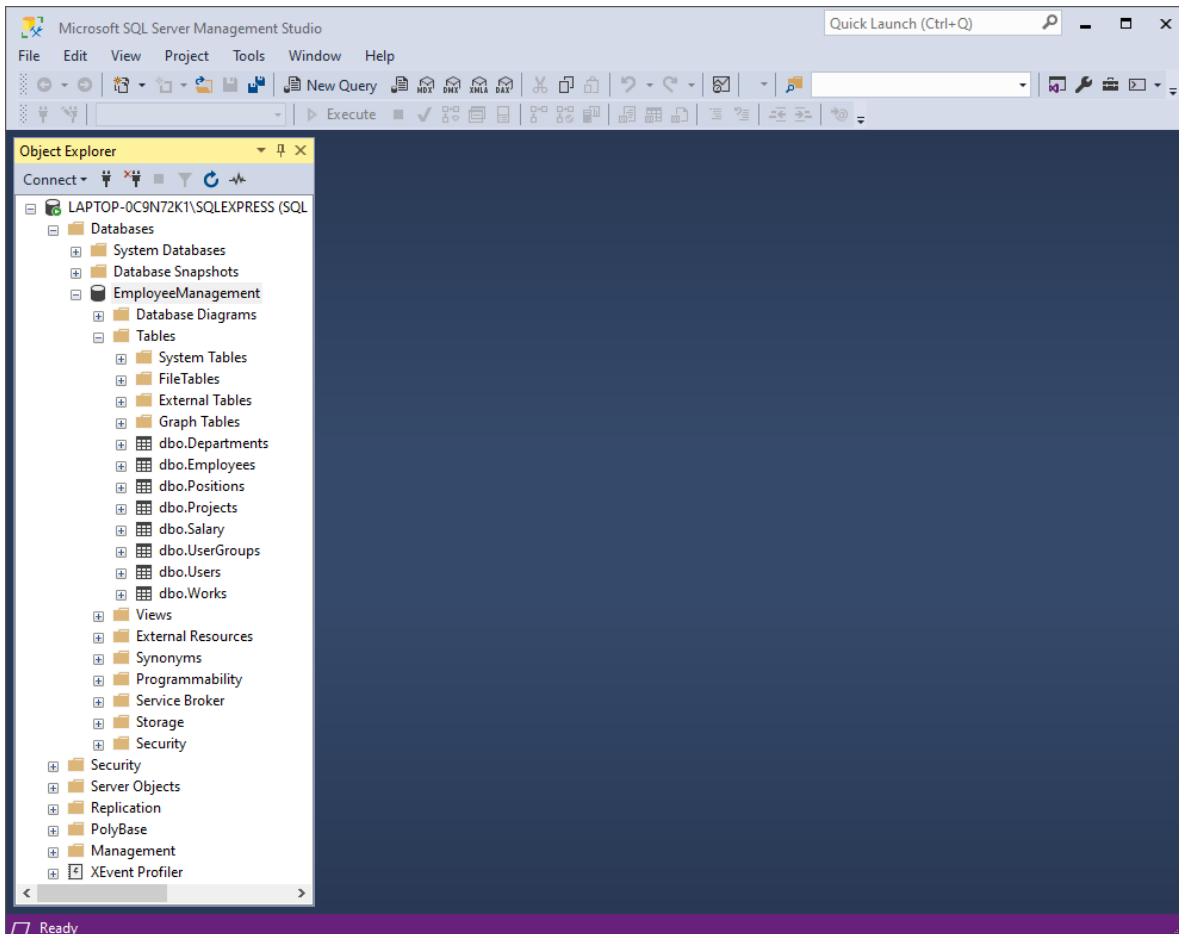 Microsoft SQL Server Management Studio
Quick Launch (Ctrl+Q)
File Edit View Project Tools Window Help
New Query MDX DMX XMLA DAX
Execute
Object Explorer
Connect
LAPTOP-0C9N72K1\SQLEXPRESS (SQL
Databases
System Databases
Database Snapshots
EmployeeManagement
Database Diagrams
Tables
System Tables
FileTables
External Tables
Graph Tables
dbo.Departments
dbo.Employees
dbo.Positions
dbo.Projects
dbo.Salary
dbo.UserGroups
dbo.Users
dbo.Works
Views
External Resources
Synonyms
Programmability
Service Broker
Storage
Security
Security
Server Objects
Replication
PolyBase
Management
XEvent Profiler
Ready